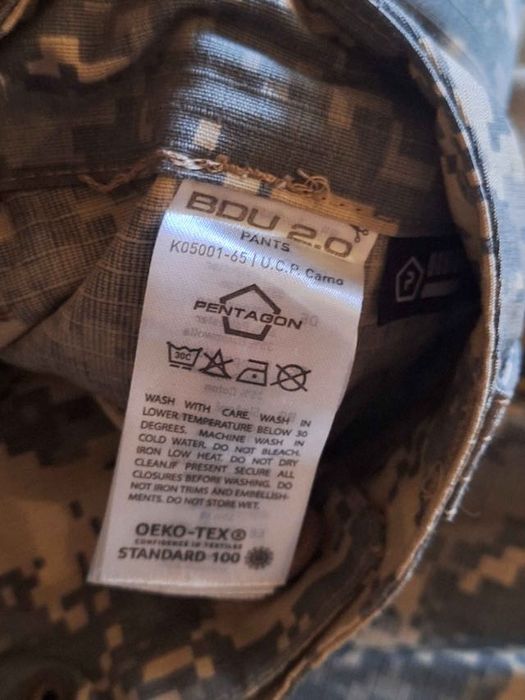 BDU 2.0
PANTS
K05001-65 | U.C.P. Camo
PENTAGON
30C
WASH WITH CARE. WASH IN
LOWER TEMPERATURE BELOW 30
DEGREES. MACHINE WASH IN
COLD WATER. DO NOT BLEACH.
IRON LOW HEAT. DO NOT DRY
CLEAN.IF PRESENT SECURE ALL
CLOSURES BEFORE WASHING. DO
NOT IRON TRIMS AND EMBELLISH-
MENTS. DO NOT STORE WET.
OEKO-TEX®
CONFIDENCE IN TEXTILES
STANDARD 100